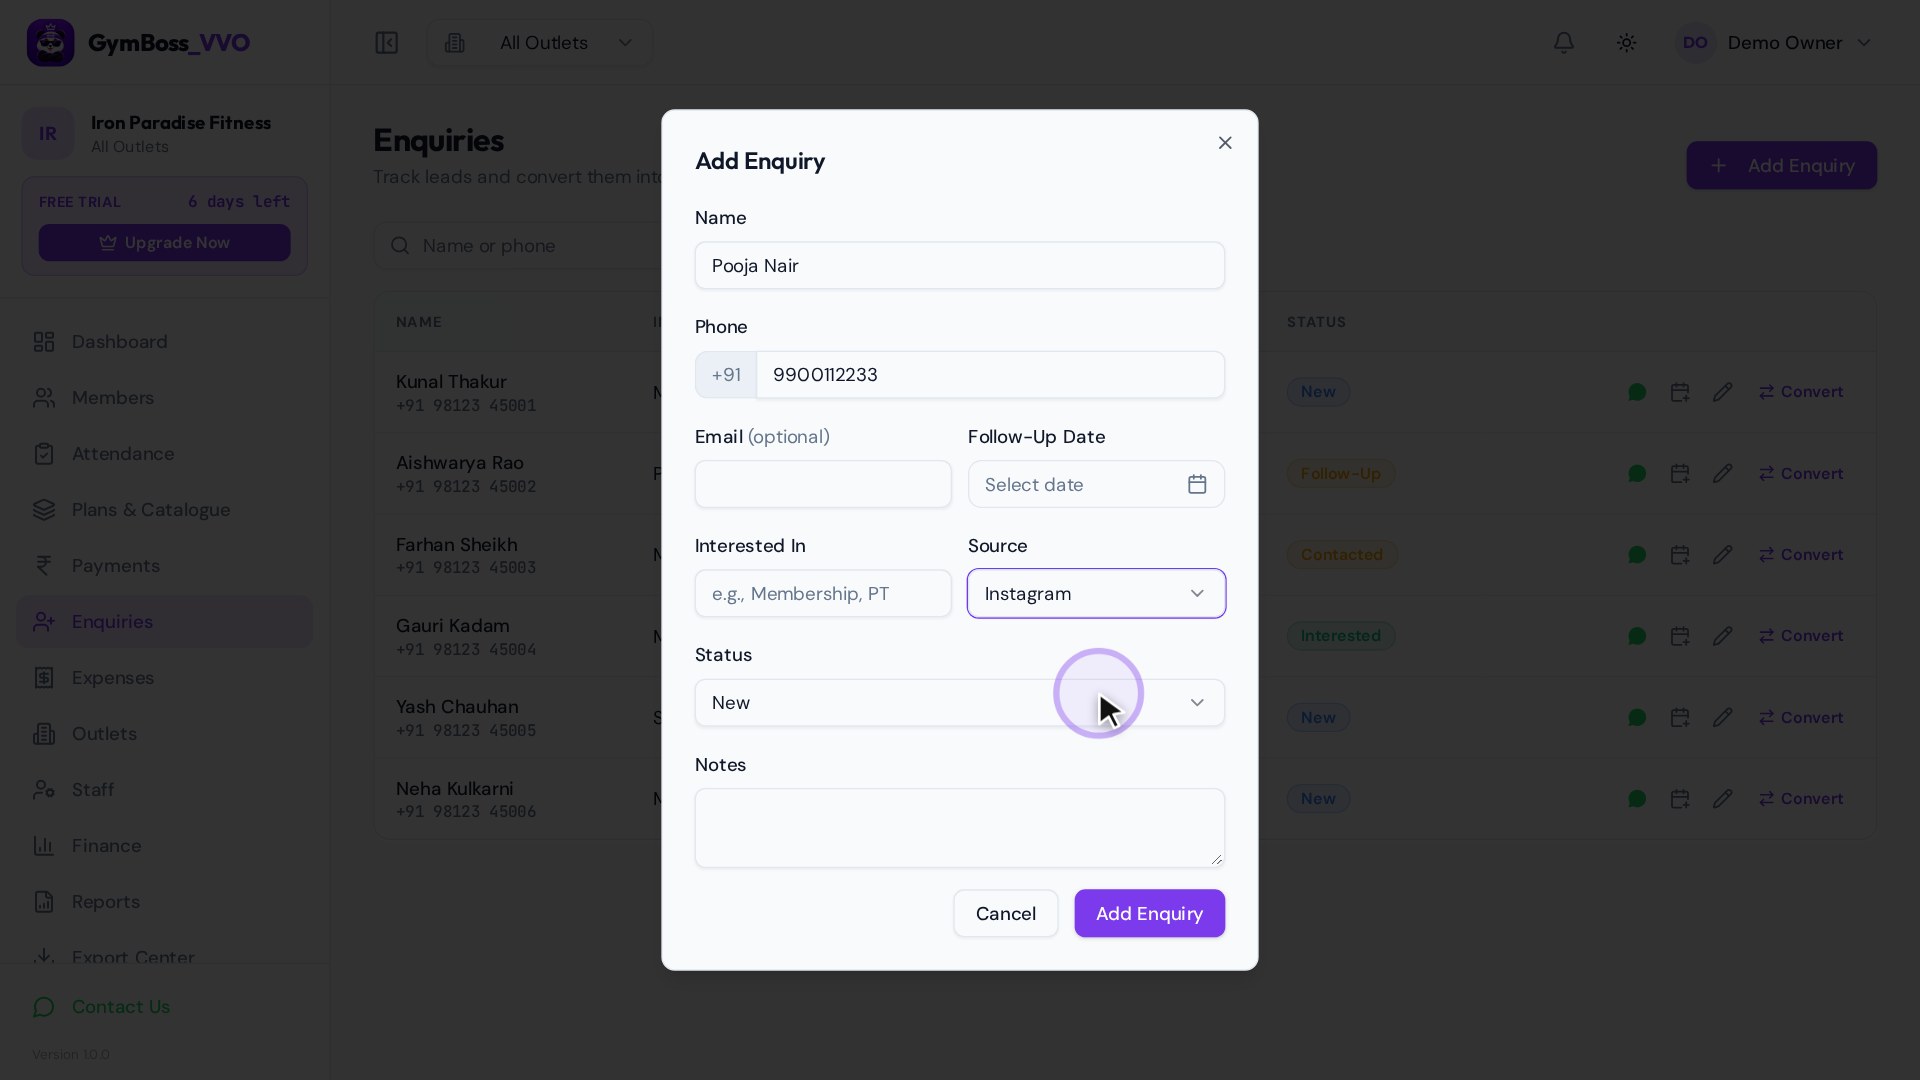 GymBoss_VVO
All Outlets
DO Demo Owner
IR
Iron Paradise Fitness
All Outlets
FREE TRIAL 6 days left
Upgrade Now
Dashboard
Members
Attendance
Plans & Catalogue
Payments
Enquiries
Expenses
Outlets
Staff
Finance
Reports
Export Center
Contact Us
Version 1.0.0
Enquiries
Track leads and convert them
Add Enquiry
Name or phone
NAME STATUS
Kunal Thakur
+91 98123 45001
New Convert
Aishwarya Rao
+91 98123 45002
Follow-Up Convert
Farhan Sheikh
+91 98123 45003
Contacted Convert
Gauri Kadam
+91 98123 45004
Interested Convert
Yash Chauhan
+91 98123 45005
New Convert
Neha Kulkarni
+91 98123 45006
New Convert
Add Enquiry
Name
Pooja Nair
Phone
+91 9900112233
Email (optional) Follow-Up Date
Select date
Interested In Source
e.g., Membership, PT Instagram
Status
New
Notes
Cancel Add Enquiry